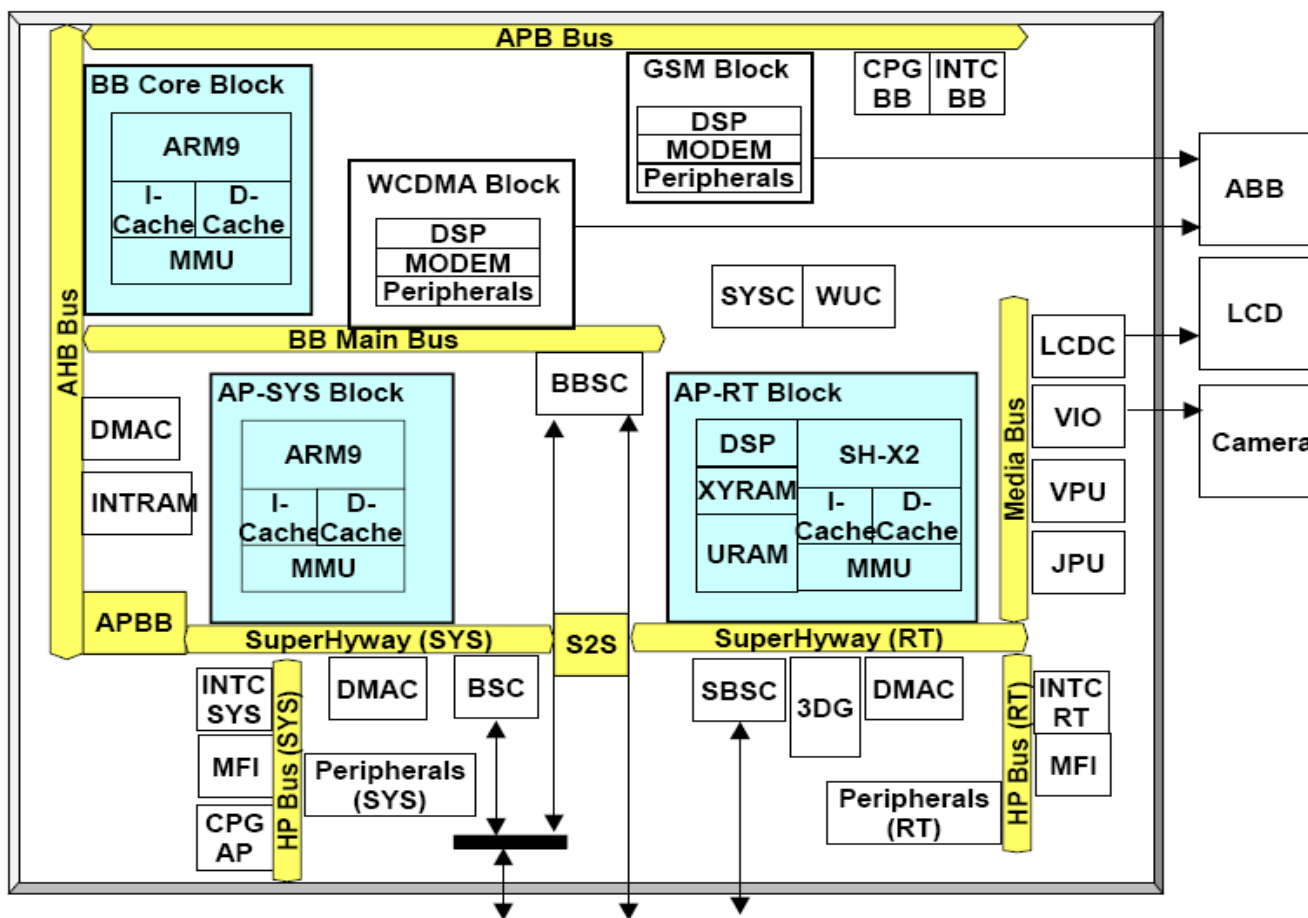 APB Bus
BB Core Block
ARM9
I-
Cache
D-
Cache
MMU
GSM Block
DSP
MODEM
Peripherals
CPG
BB
INTC
BB
WCDMA Block
DSP
MODEM
Peripherals
ABB
SYSC
WUC
LCD
AHB Bus
BB Main Bus
BBSC
LCDC
VIO
VPU
JPU
Camera
Media Bus
DMAC
INTRAM
AP-SYS Block
ARM9
I-
Cache
D-
Cache
MMU
AP-RT Block
DSP
XYRAM
URAM
SH-X2
I-
Cache
D-
Cache
MMU
APBB
SuperHyway (SYS)
S2S
SuperHyway (RT)
INTC
SYS
MFI
CPG
AP
HP Bus (SYS)
DMAC
BSC
Peripherals
(SYS)
SBSC
3DG
DMAC
Peripherals
(RT)
HP Bus (RT)
INTC
RT
MFI